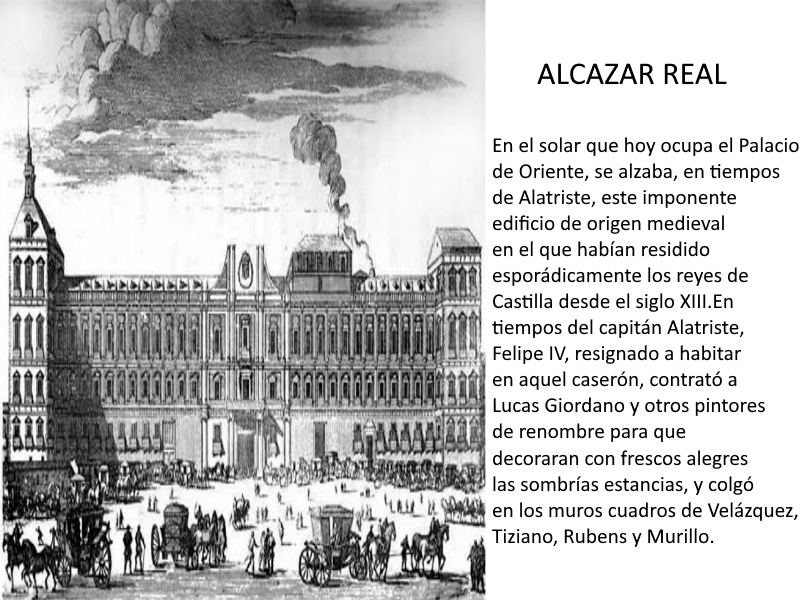 ALCAZAR REAL
En el solar que hoy ocupa el Palacio
de Oriente, se alzaba, en tiempos
de Alatriste, este imponente
edificio de origen medieval
en el que habían residido
esporádicamente los reyes de
Castilla desde el siglo XIII.En
tiempos del capitán Alatriste,
Felipe IV, resignado a habitar
en aquel caserón, contrató a
Lucas Giordano y otros pintores
de renombre para que
decoraran con frescos alegres
las sombrías estancias, y colgó
en los muros cuadros de Velázquez,
Tiziano, Rubens y Murillo.